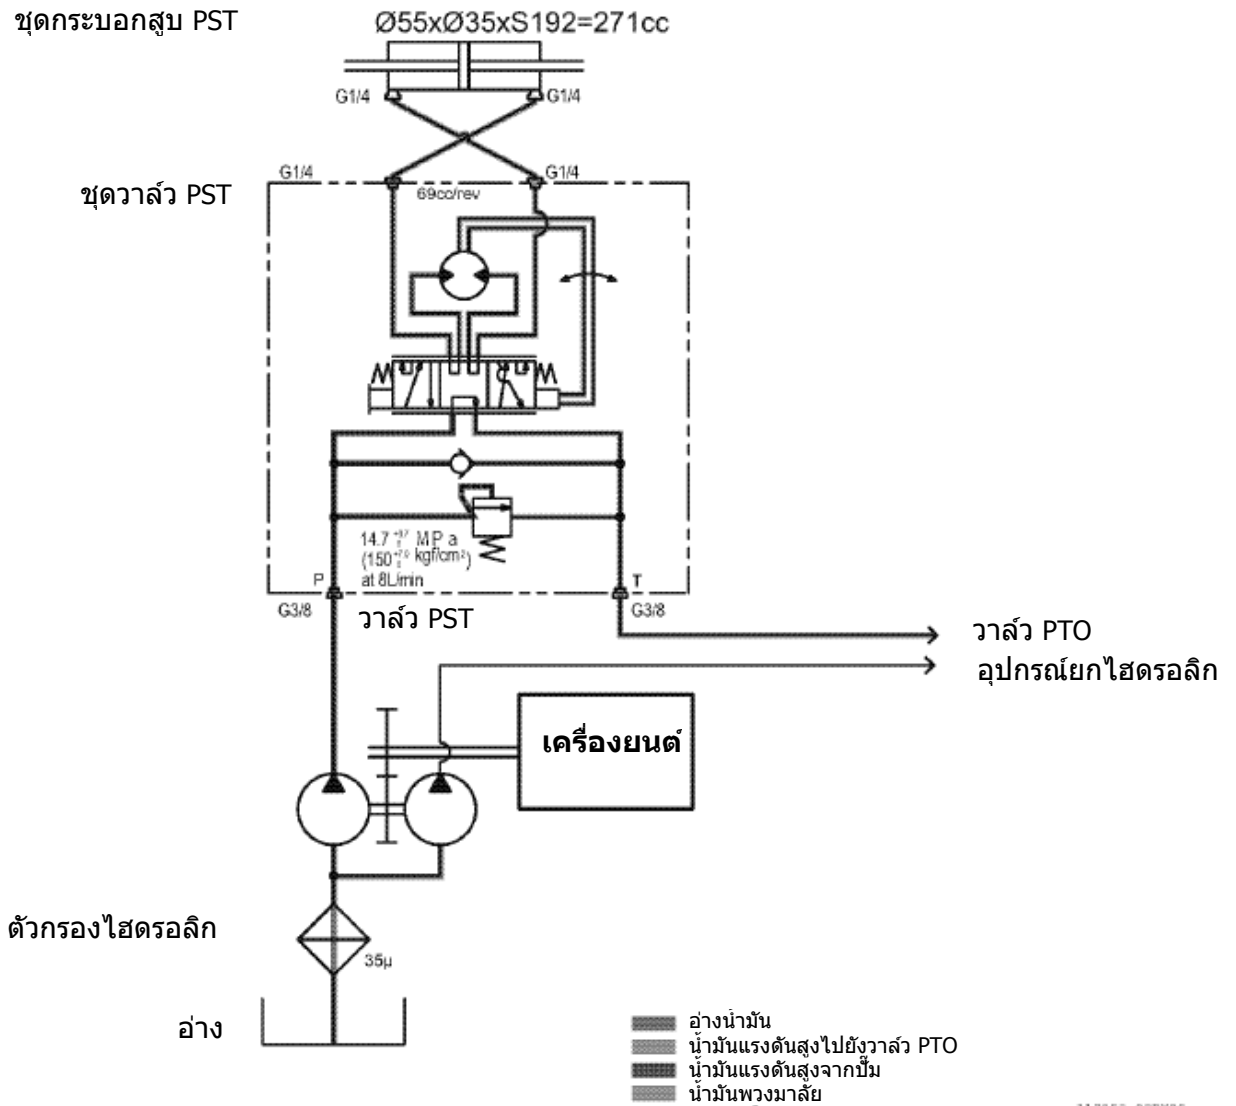 ชุดกระบอกสูบ PST
Ø55xØ35xS192=271cc
G1/4
G1/4
G1/4
G1/4
ชุดวาล์ว PST
69cc/rev
14.7 MPa
(150 kgf/cm²)
at 8L/min
P
T
G3/8
G3/8
วาล์ว PST
วาล์ว PTO
อุปกรณ์ยกไฮดรอลิก
เครื่องยนต์
ตัวกรองไฮดรอลิก
35µ
อ่าง
อ่างน้ำมัน
น้ำมันแรงดันสูงไปยังวาล์ว PTO
น้ำมันแรงดันสูงจากปั๊ม
น้ำมันพวงมาลัย